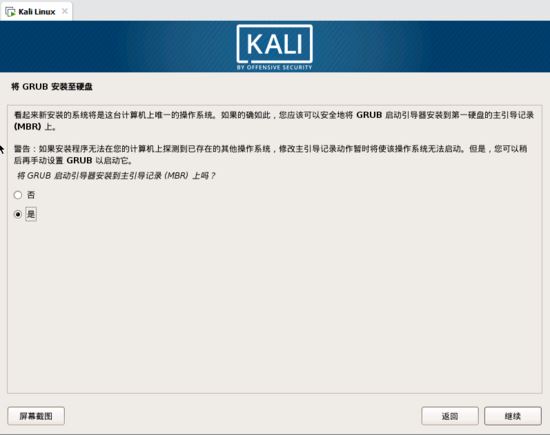 Kali Linux
KALI
BY OFFENSIVE SECURITY
将 GRUB 安装至硬盘
看起来新安装的系统将是这台计算机上唯一的操作系统。如果的确如此，您应该可以安全地将 GRUB 启动引导器安装到第一硬盘的主引导记录
(MBR) 上。
警告：如果安装程序无法在您的计算机上探测到已存在的其他操作系统，修改主引导记录动作暂时将使该操作系统无法启动。但是，您可以稍
后再手动设置 GRUB 以启动它。
将 GRUB 启动引导器安装到主引导记录 (MBR) 上吗？
否
是
屏幕截图
返回
继续